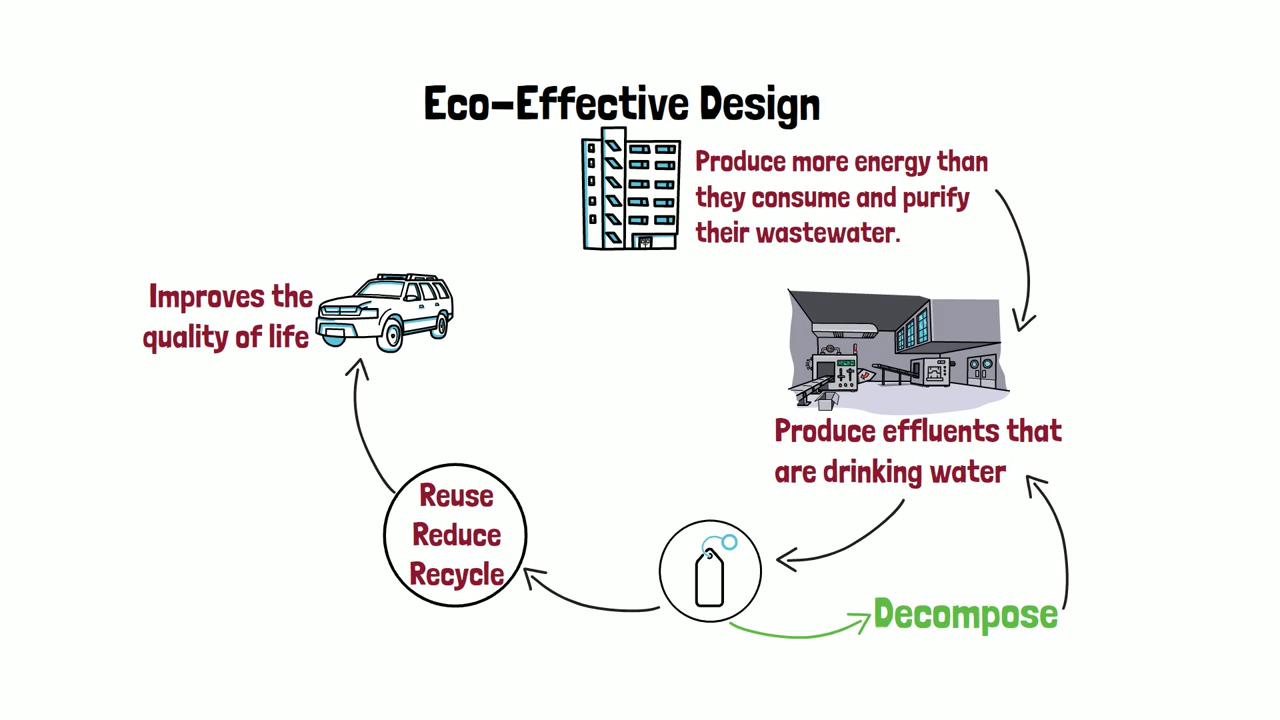 Eco-Effective Design
Produce more energy than
they consume and purify
their wastewater.
Improves the
quality of life
Produce effluents that
are drinking water
Reuse
Reduce
Recycle
Decompose